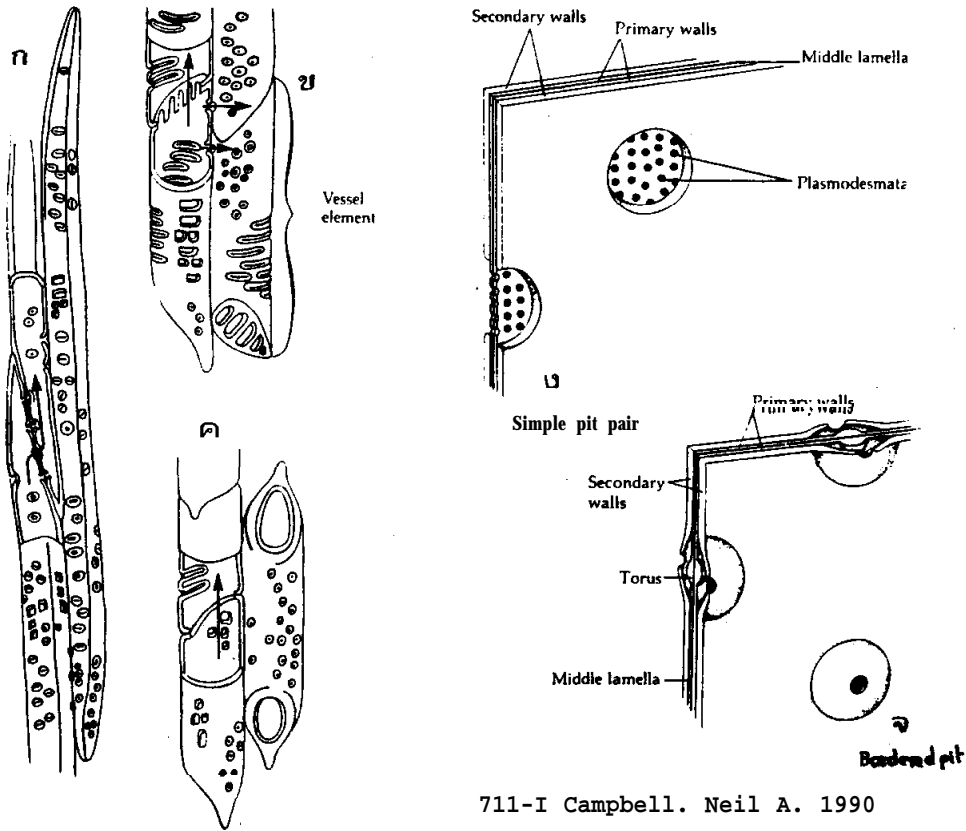 ก
ข
Vessel
element
ค
Secondary walls
Primary walls
Middle lamella
Plasmodesmata
ง
Simple pit pair
Primary walls
Secondary
walls
Torus
Middle lamella
จ
Bordered pit
711-I Campbell. Neil A. 1990